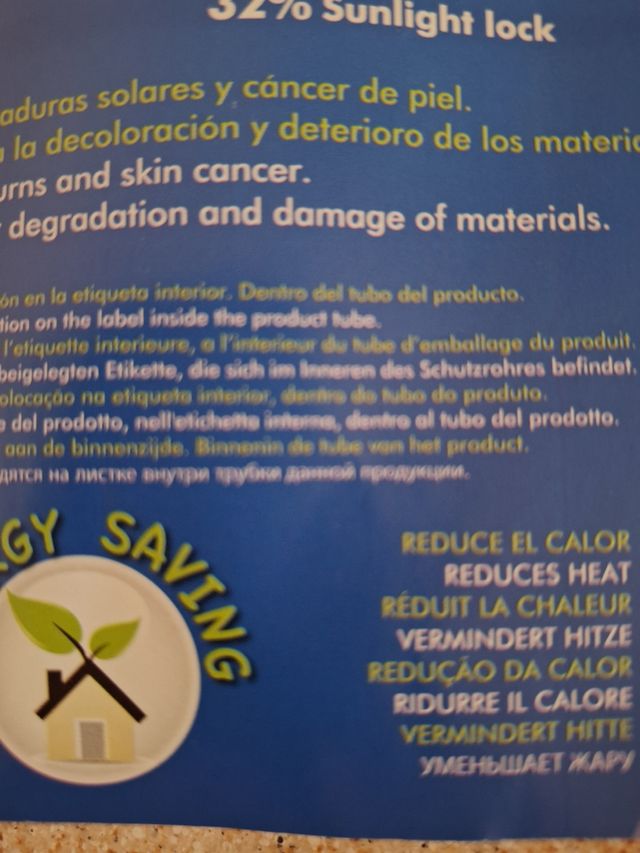 32% Sunlight lock
aduras solares y cáncer de piel.
la decoloración y deterioro de los materia
urns and skin cancer.
degradation and damage of materials.
ón en la etiqueta interior. Dentro del tubo del producto.
tion on the label inside the product tube.
l'etiquette interieure, a l'interieur du tube d'emballage du produit.
beigelegten Etikette, die sich im Inneren des Schutzrohres befindet.
olocação na etiqueta interior, dentro do tubo do produto.
del prodotto, nell'etichetta interna, dentro al tubo del prodotto.
aan de binnenzijde. Binnenin de tube van het product.
дятся на листке внутри трубки данной продукции.
GY SAVING
REDUCE EL CALOR
REDUCES HEAT
RÉDUIT LA CHALEUR
VERMINDERT HITZE
REDUÇÃO DA CALOR
RIDURRE IL CALORE
VERMINDERT HITTE
УМЕНЬШАЕТ ЖАРУ